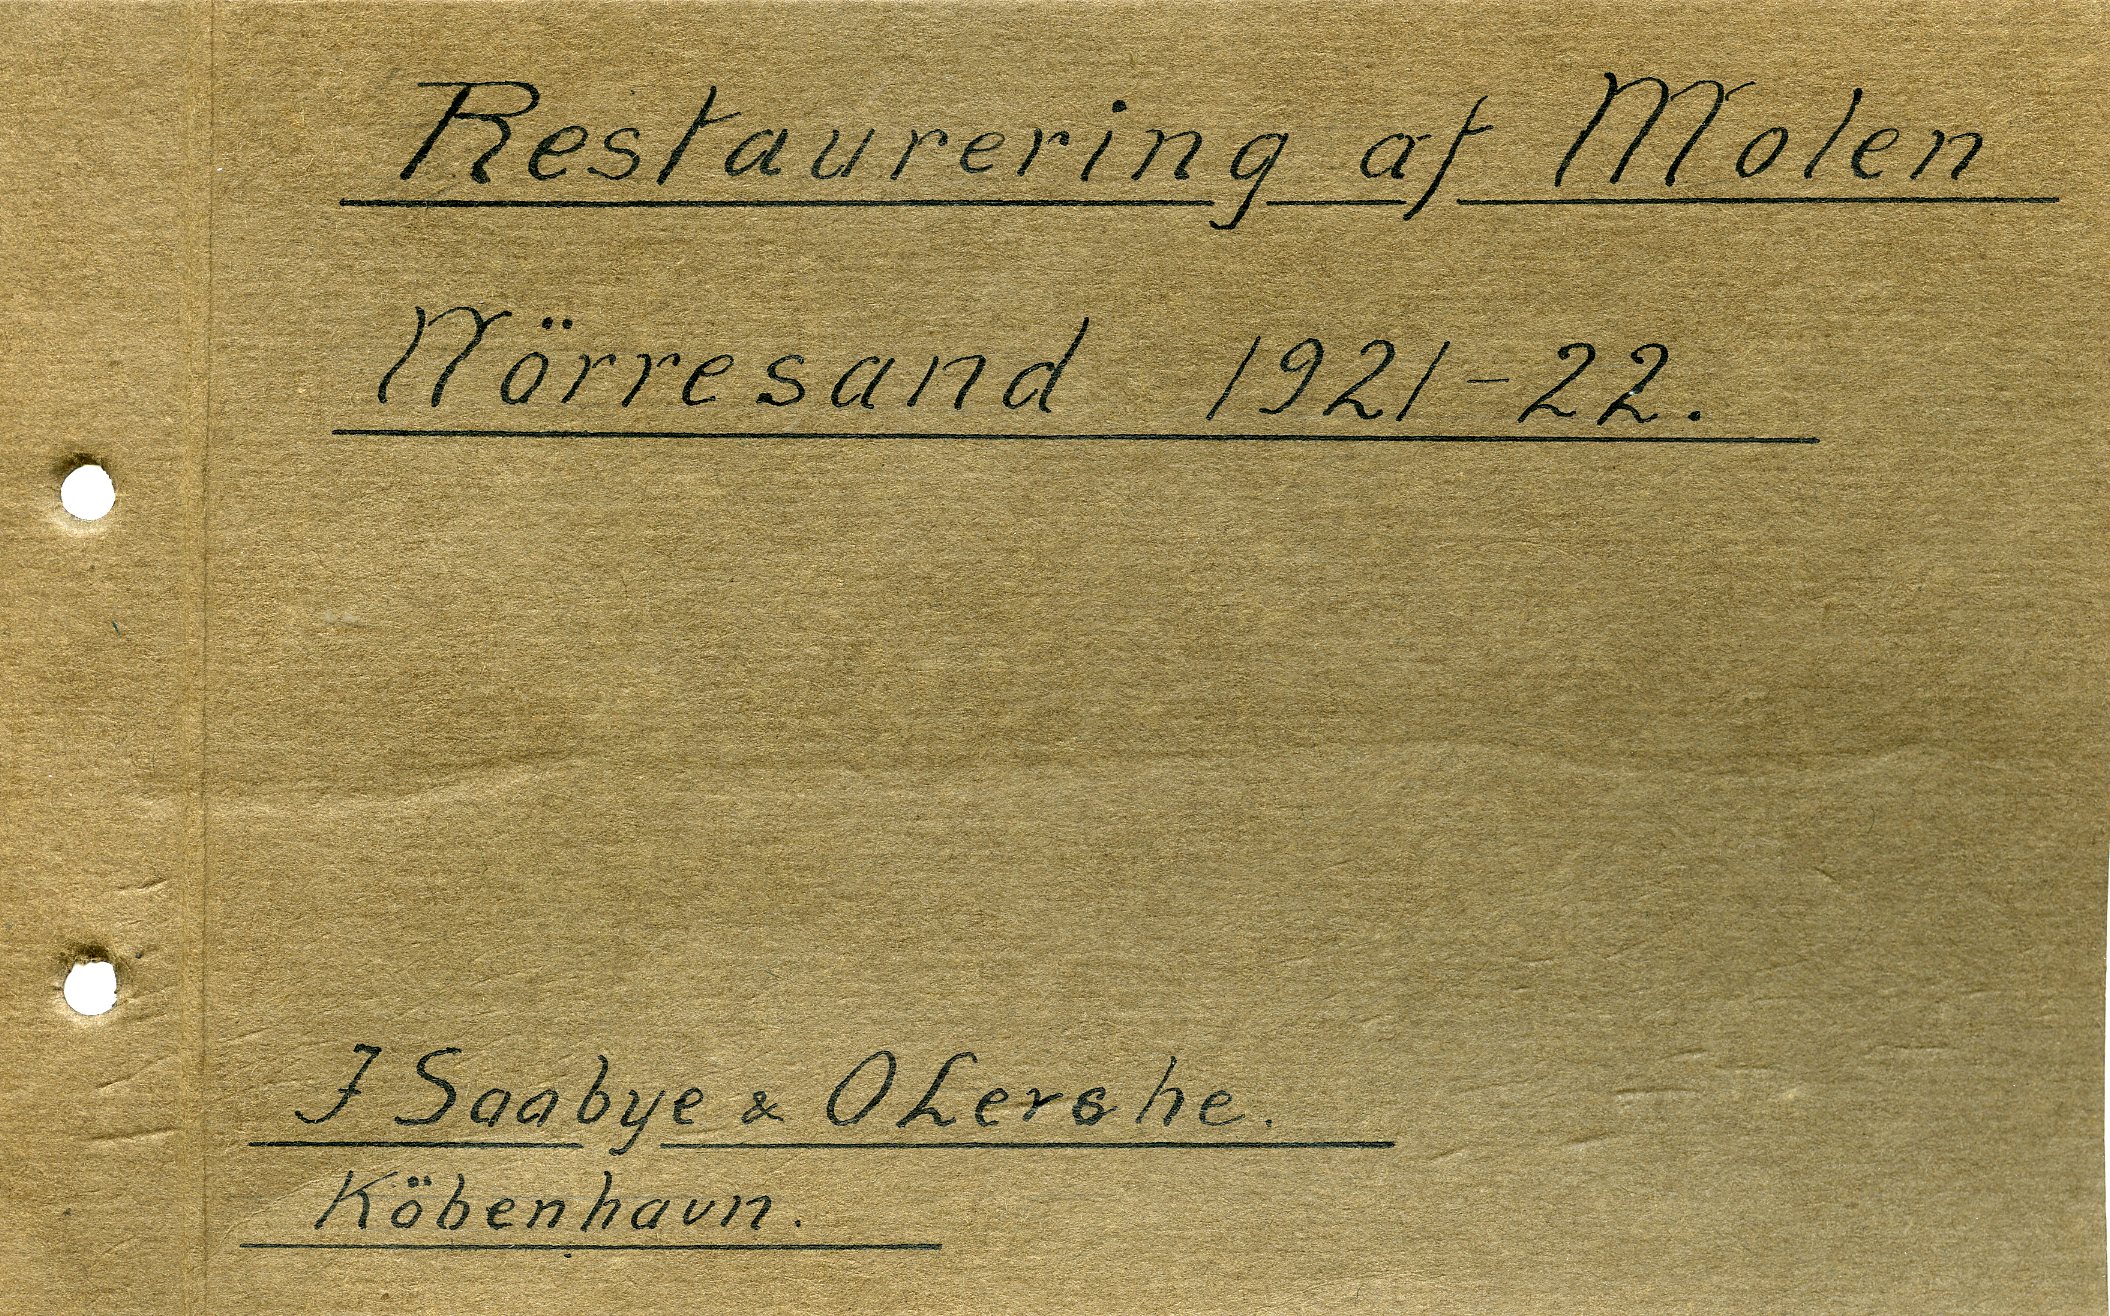 Restaurering af Molen
Nörresand 1921-22.
J Saabye & O Lerche.
Köbenhavn.